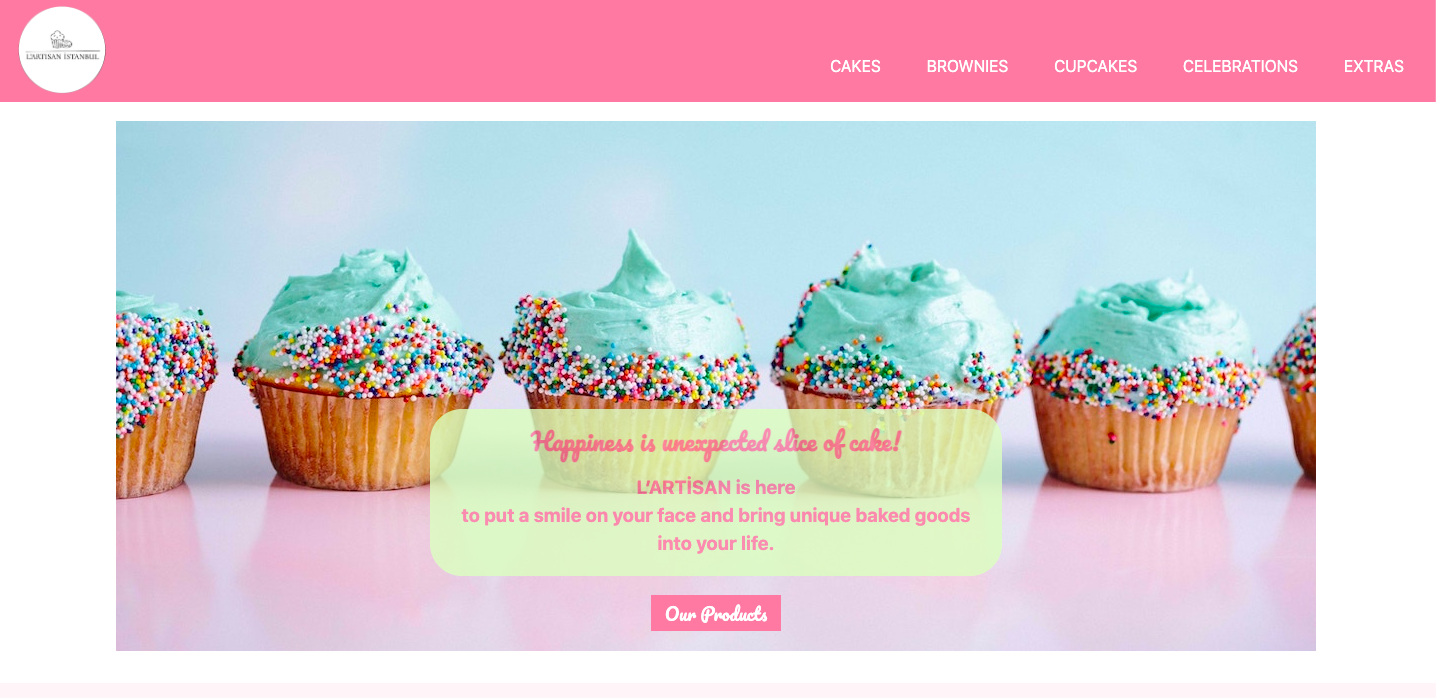 L'ARTISAN ISTANBUL
CAKES BROWNIES CUPCAKES CELEBRATIONS EXTRAS
Happiness is unexpected slice of cake!
L’ARTİSAN is here
to put a smile on your face and bring unique baked goods
into your life.
Our Products